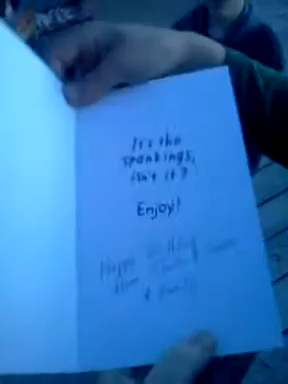 It's the
spankings,
isn't it?
Enjoy!
Happy Birthday
& family